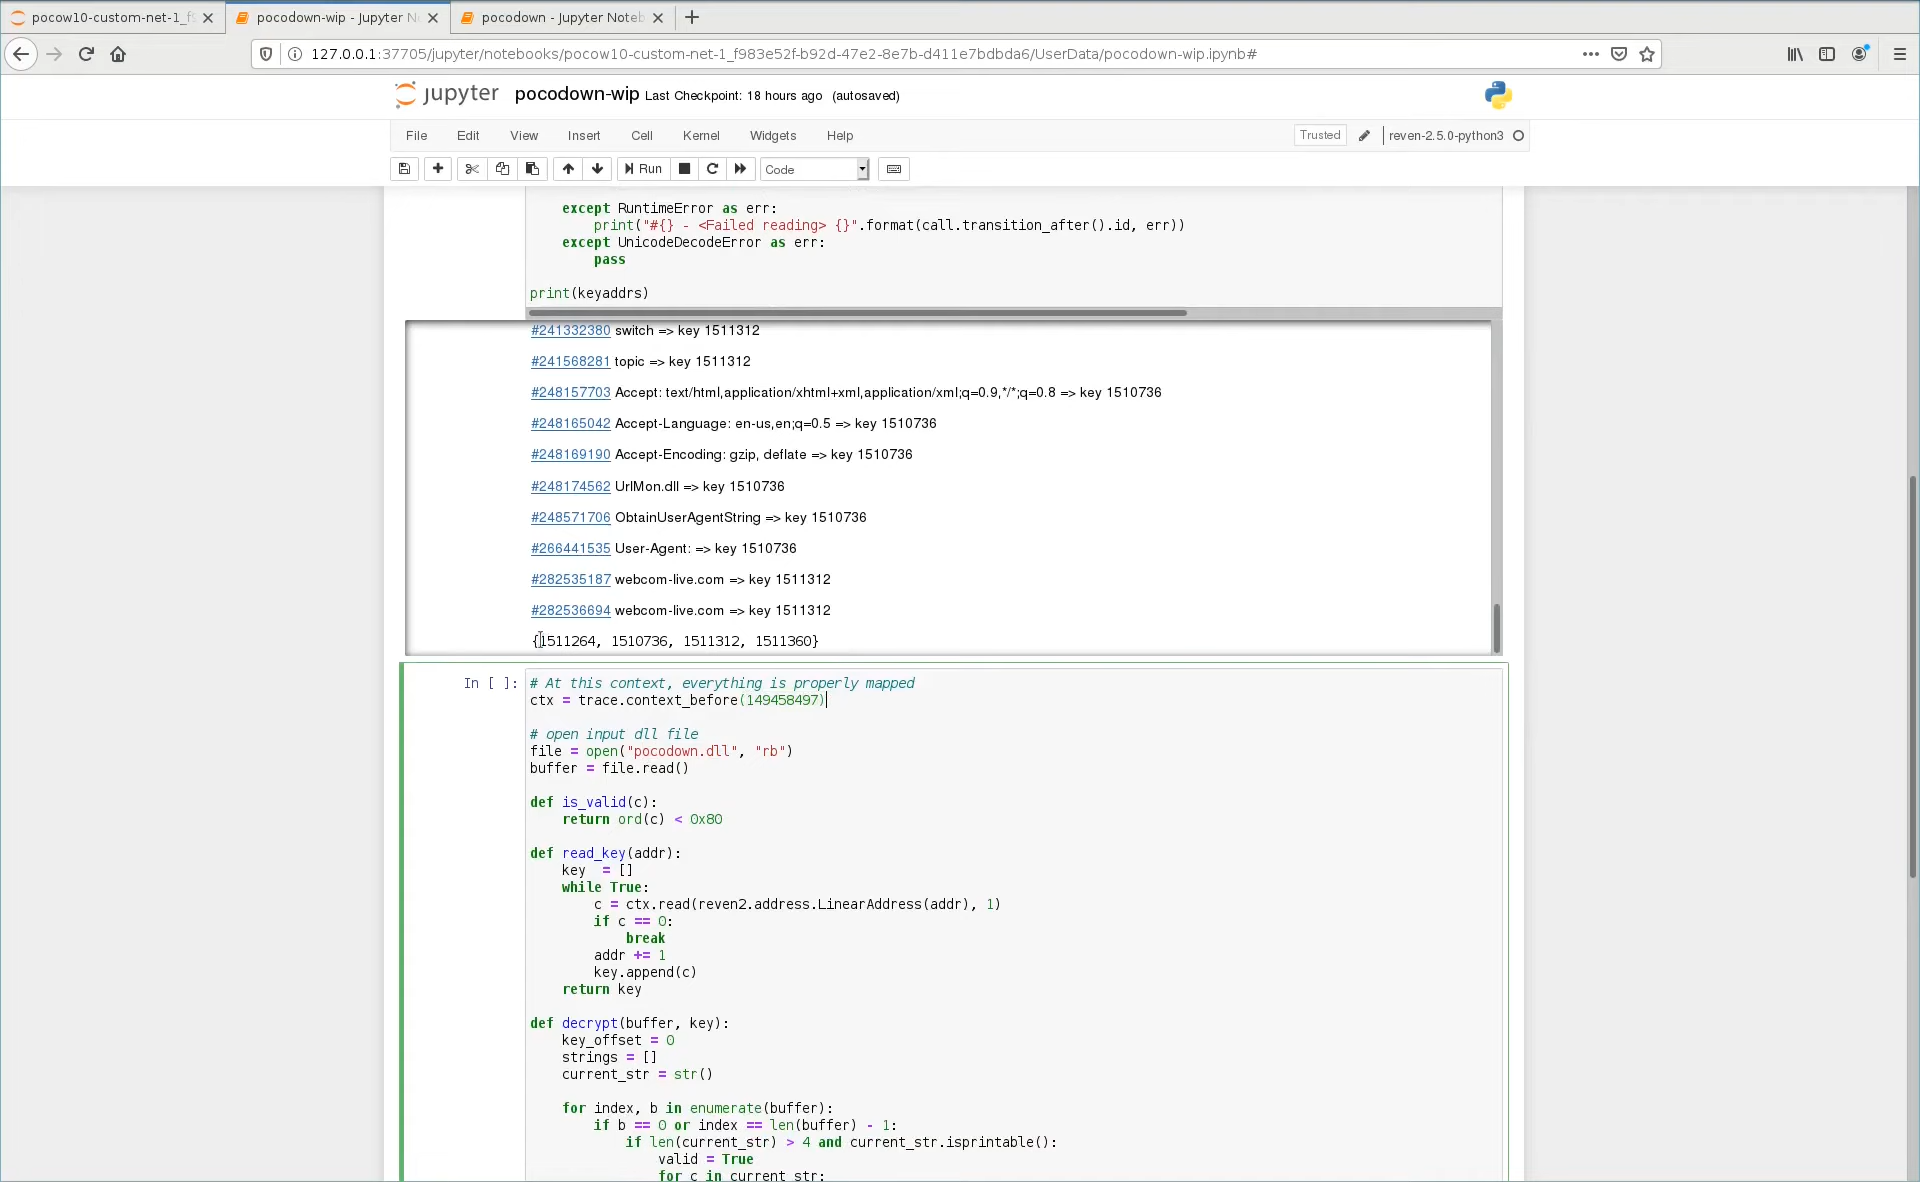 pocow10-custom-net-1_f
pocodown-wip - Jupyter N
pocodown - Jupyter Noteb
127.0.0.1:37705/jupyter/notebooks/pocow10-custom-net-1_f983e52f-b92d-47e2-8e7b-d411e7bdbda6/UserData/pocodown-wip.ipynb#
jupyter pocodown-wip Last Checkpoint: 18 hours ago (autosaved)
File Edit View Insert Cell Kernel Widgets Help Trusted reven-2.5.0-python3
Run Code
except RuntimeError as err:
print("#{} - <Failed reading> {}".format(call.transition_after().id, err))
except UnicodeDecodeError as err:
pass
print(keyaddrs)
#241332380 switch => key 1511312
#241568281 topic => key 1511312
#248157703 Accept: text/html,application/xhtml+xml,application/xml;q=0.9,*/*;q=0.8 => key 1510736
#248165042 Accept-Language: en-us,en;q=0.5 => key 1510736
#248169190 Accept-Encoding: gzip, deflate => key 1510736
#248174562 UrlMon.dll => key 1510736
#248571706 ObtainUserAgentString => key 1510736
#266441535 User-Agent: => key 1510736
#282535187 webcom-live.com => key 1511312
#282536694 webcom-live.com => key 1511312
{1511264, 1510736, 1511312, 1511360}
In [ ]: # At this context, everything is properly mapped
ctx = trace.context_before(149458497)
# open input dll file
file = open("pocodown.dll", "rb")
buffer = file.read()
def is_valid(c):
return ord(c) < 0x80
def read_key(addr):
key  = []
while True:
c = ctx.read(reven2.address.LinearAddress(addr), 1)
if c == 0:
break
addr += 1
key.append(c)
return key
def decrypt(buffer, key):
key_offset = 0
strings = []
current_str = str()
for index, b in enumerate(buffer):
if b == 0 or index == len(buffer) - 1:
if len(current_str) > 4 and current_str.isprintable():
valid = True
for c in current_str: